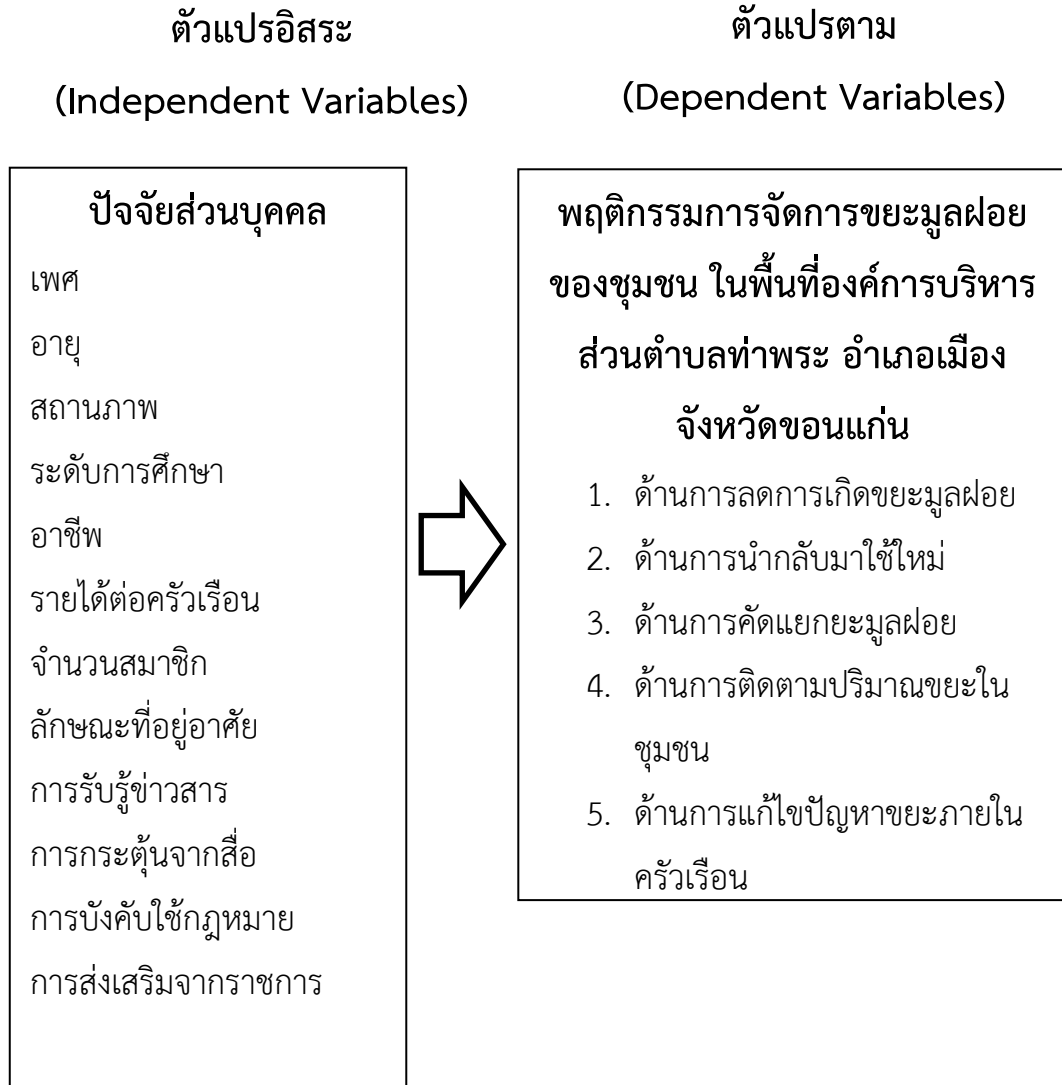 ตัวแปรอิสระ
(Independent Variables)
ตัวแปรตาม
(Dependent Variables)
ปัจจัยส่วนบุคคล
เพศ
อายุ
สถานภาพ
ระดับการศึกษา
อาชีพ
รายได้ต่อครัวเรือน
จำนวนสมาชิก
ลักษณะที่อยู่อาศัย
การรับรู้ข่าวสาร
การกระตุ้นจากสื่อ
การบังคับใช้กฎหมาย
การส่งเสริมจากราชการ
พฤติกรรมการจัดการขยะมูลฝอย
ของชุมชน ในพื้นที่องค์การบริหาร
ส่วนตำบลท่าพระ อำเภอเมือง
จังหวัดขอนแก่น
1. ด้านการลดการเกิดขยะมูลฝอย
2. ด้านการนำกลับมาใช้ใหม่
3. ด้านการคัดแยกยะมูลฝอย
4. ด้านการติดตามปริมาณขยะใน
ชุมชน
5. ด้านการแก้ไขปัญหาขยะภายใน
ครัวเรือน